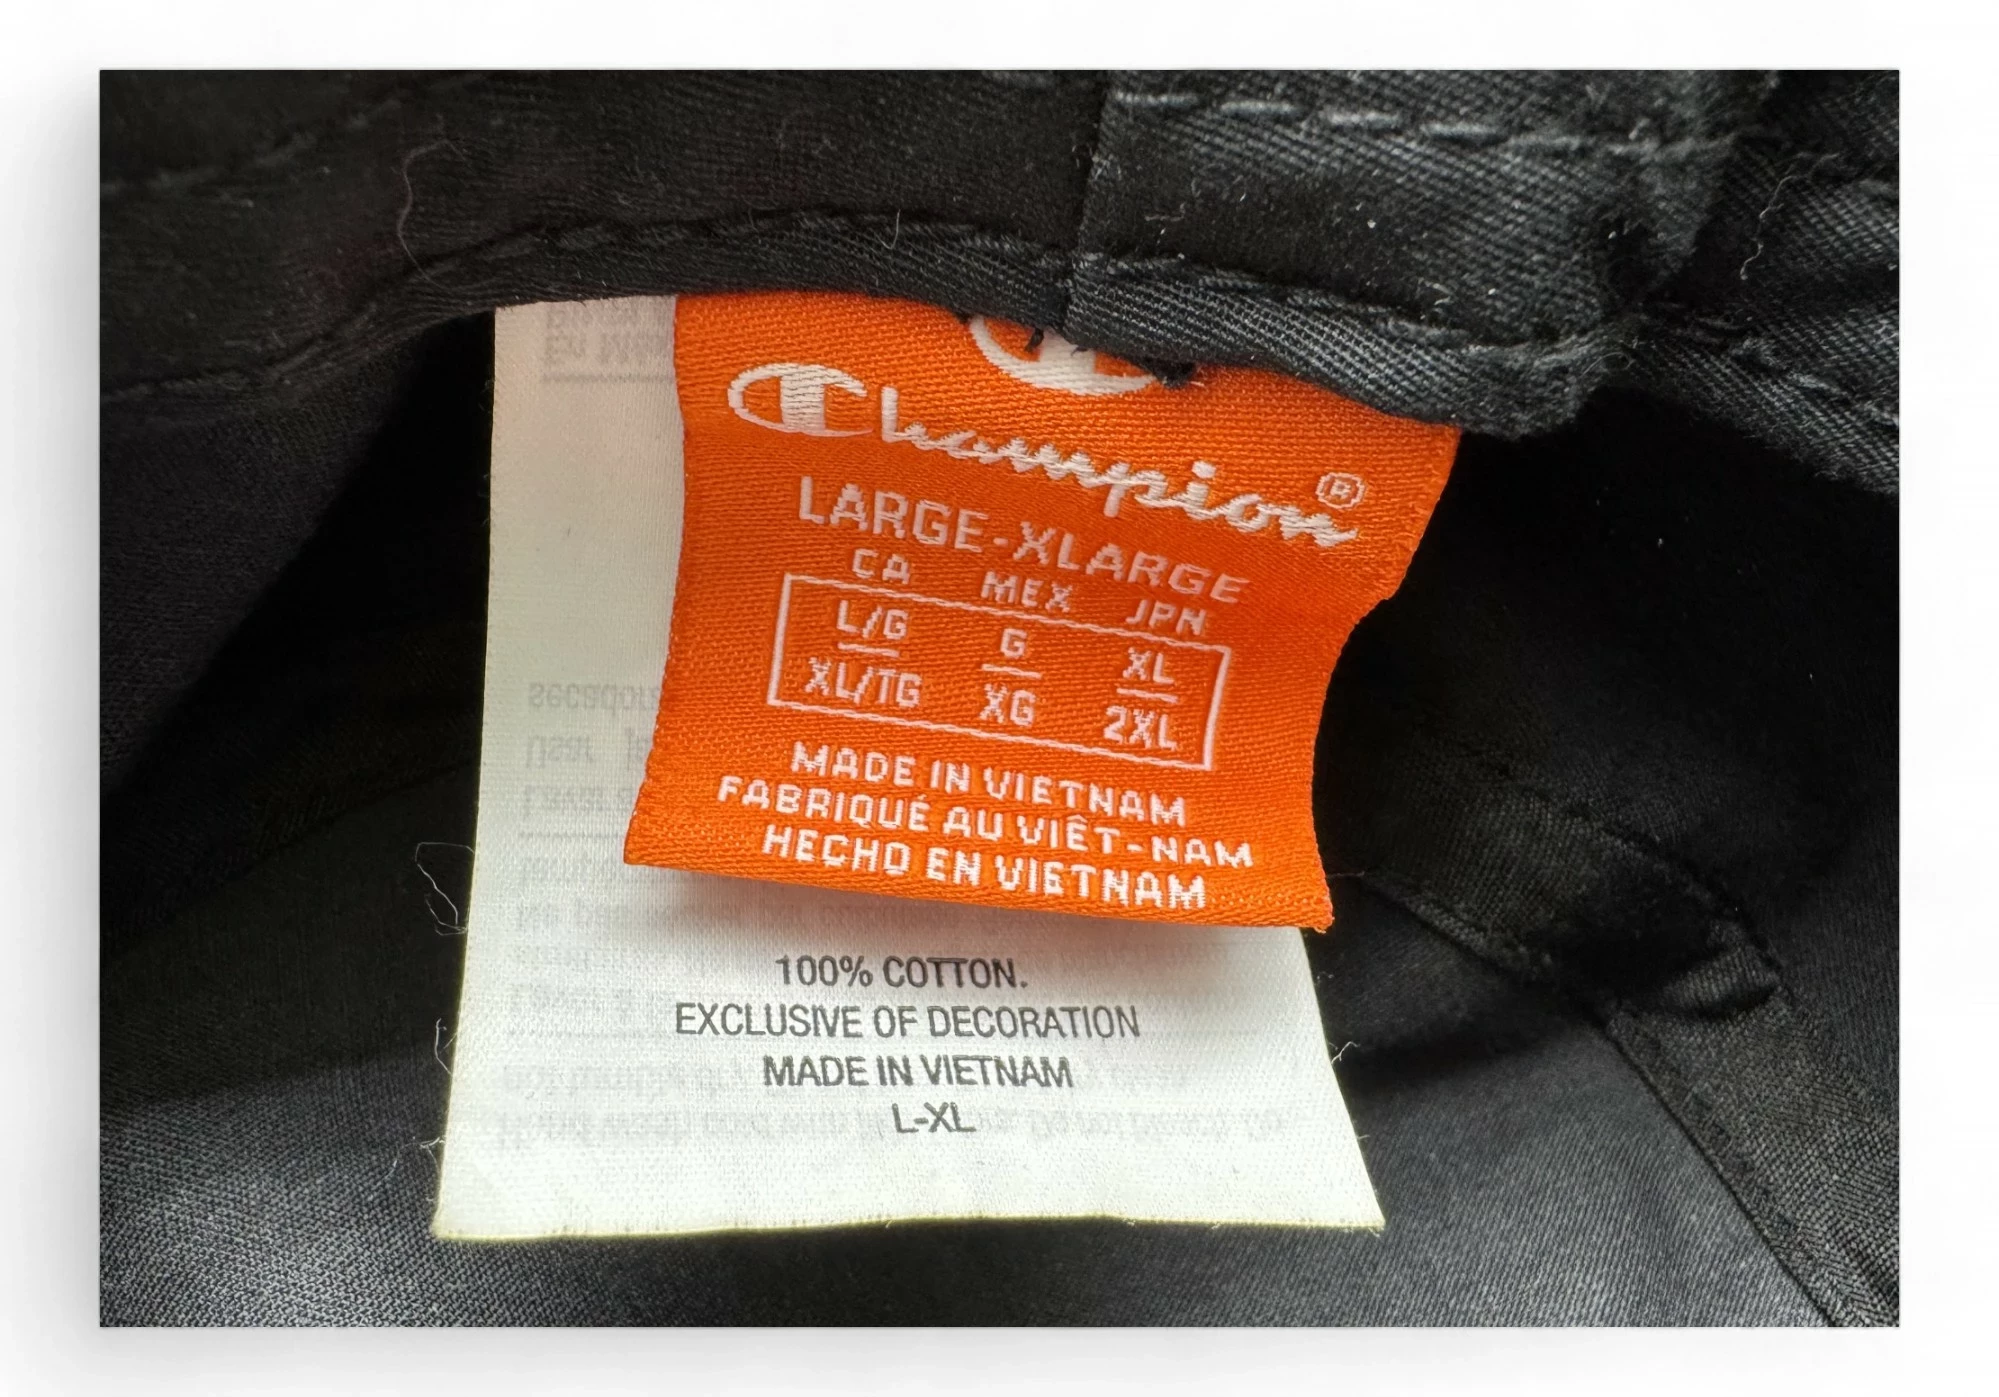 Champion®
LARGE-XLARGE
CA MEX JPN
L/G G XL
XL/TG XG 2XL
MADE IN VIETNAM
FABRIQUÉ AU VIÊT-NAM
HECHO EN VIETNAM
100% COTTON.
EXCLUSIVE OF DECORATION
MADE IN VIETNAM
L-XL